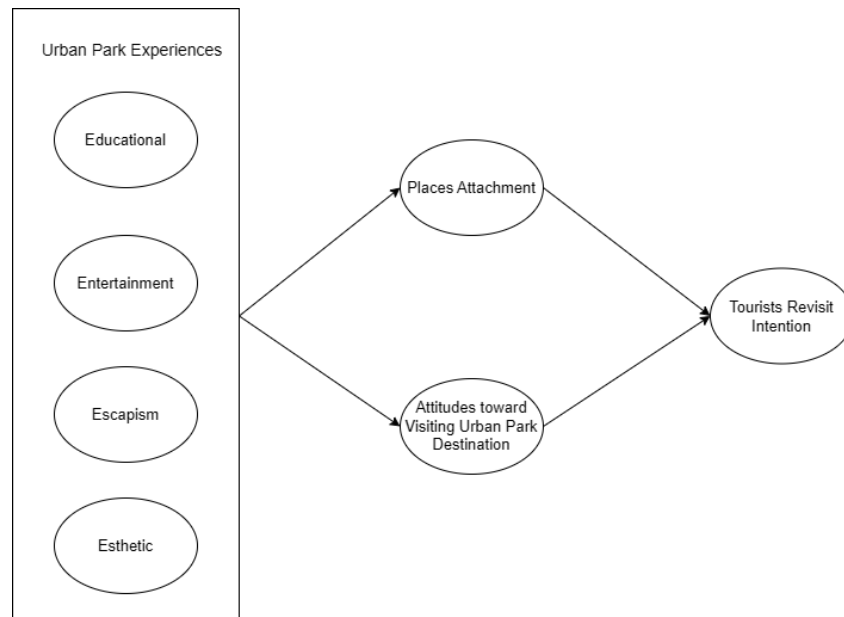 Urban Park Experiences
Educational
Entertainment
Escapism
Esthetic
Places Attachment
Attitudes toward
Visiting Urban Park
Destination
Tourists Revisit
Intention